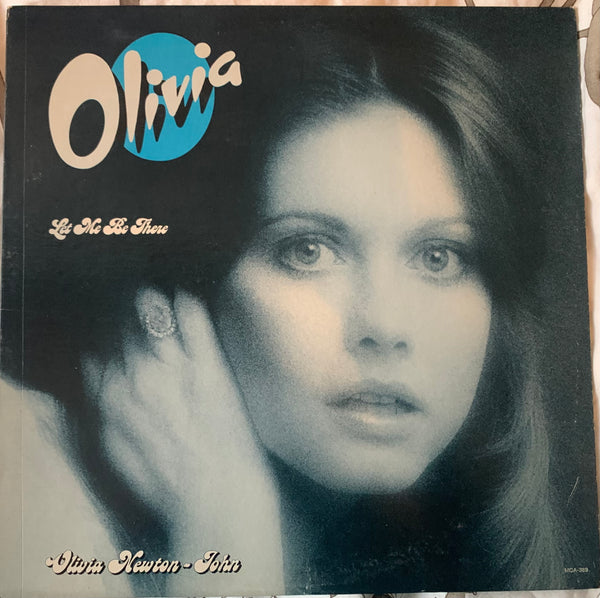 Olivia
Let Me Be There
Olivia Newton-John
MCA-389